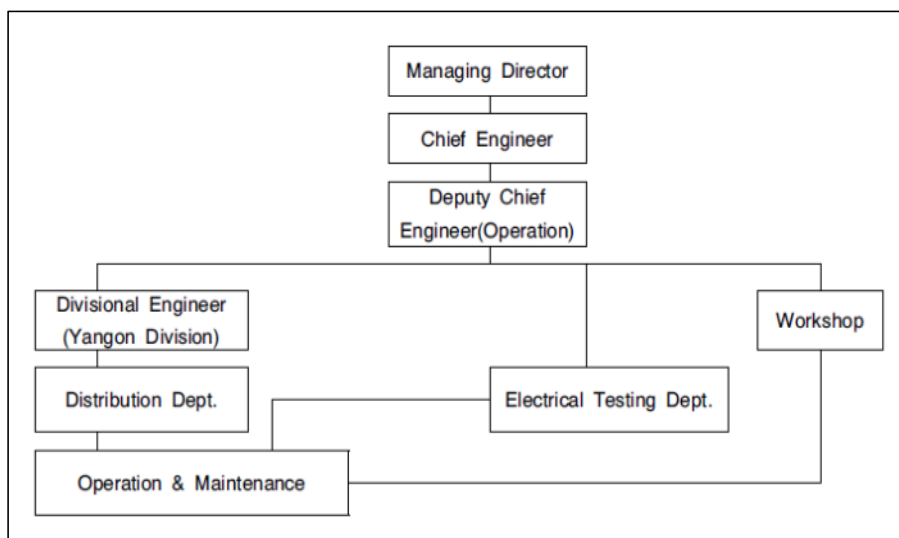 Managing Director
Chief Engineer
Deputy Chief
Engineer(Operation)
Divisional Engineer
(Yangon Division)
Workshop
Distribution Dept.
Electrical Testing Dept.
Operation & Maintenance